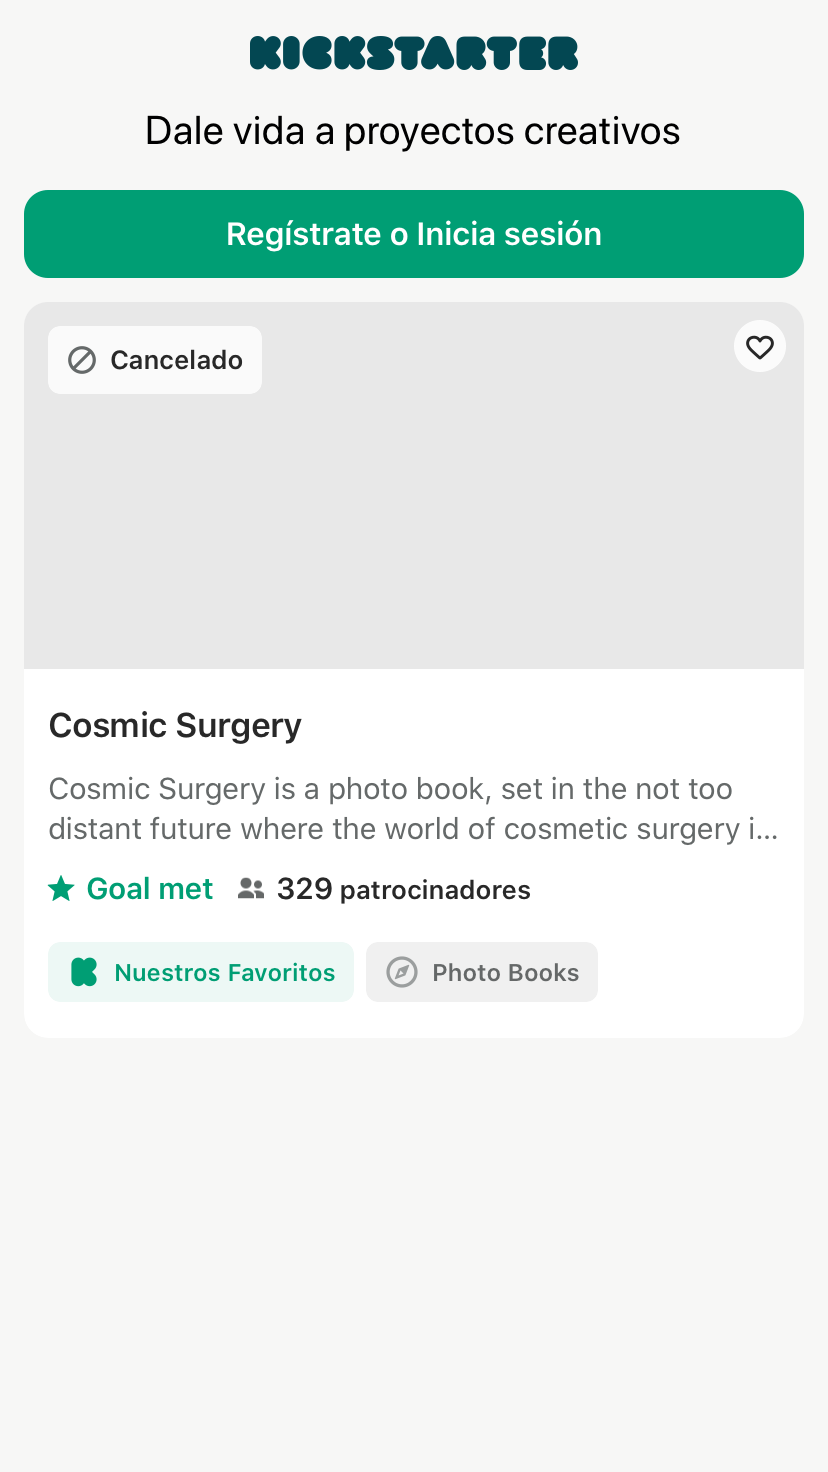 KICKSTARTER
Dale vida a proyectos creativos
Regístrate o Inicia sesión
Cancelado
Cosmic Surgery
Cosmic Surgery is a photo book, set in the not too
distant future where the world of cosmetic surgery i...
Goal met 329 patrocinadores
Nuestros Favoritos Photo Books